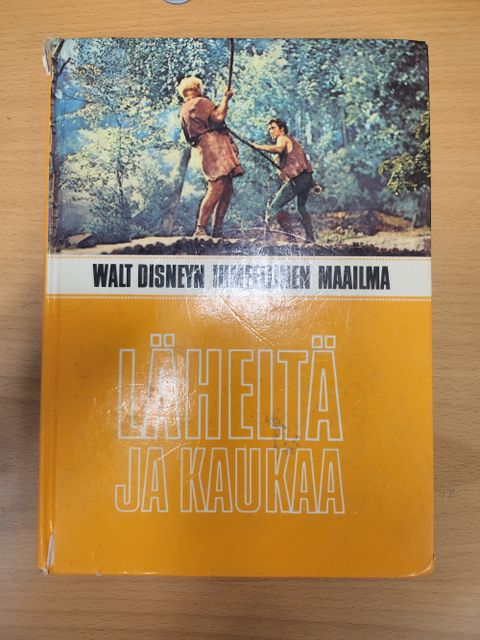 WALT DISNEYN IHMEELLINEN MAAILMA
LÄHELTÄ
JA KAUKAA